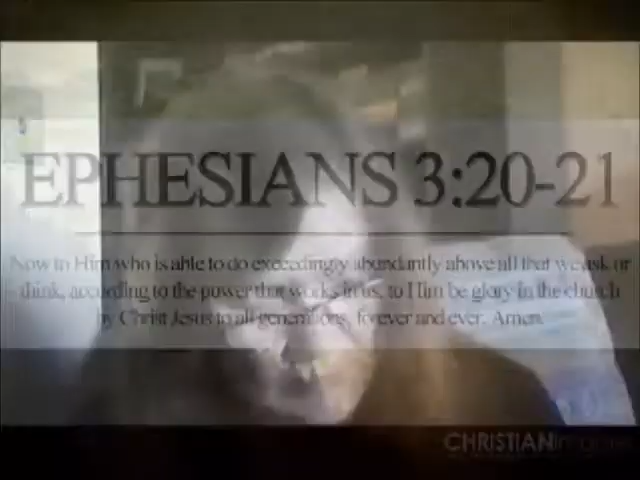 EPHESIANS 3:20-21
Now to Him who is able to do exceedingly abundantly above all that we ask or
think, according to the power that works in us, to Him be glory in the church
by Christ Jesus to all generations, forever and ever. Amen.
CHRISTIAN